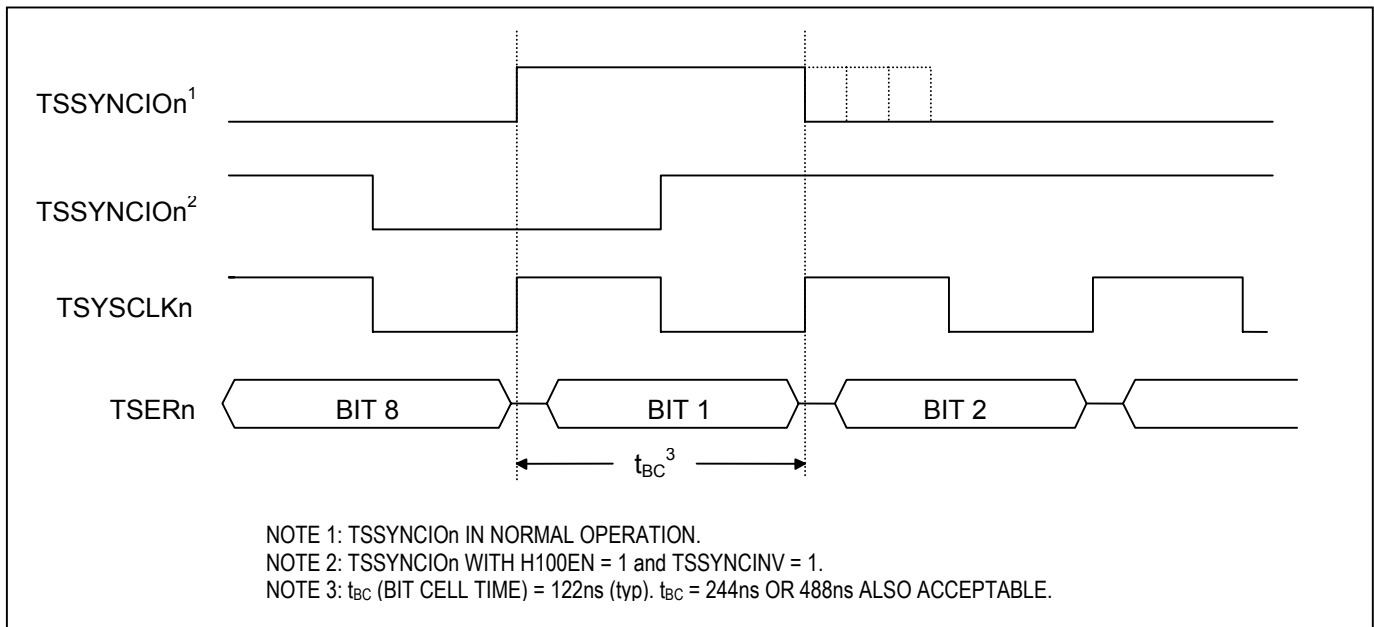 TSSYNCIOn¹
TSSYNCIOn²
TSYSCLKn
TSERn
BIT 8
BIT 1
BIT 2
tBC³
NOTE 1: TSSYNCIOn IN NORMAL OPERATION.
NOTE 2: TSSYNCIOn WITH H100EN = 1 and TSSYNCINV = 1.
NOTE 3: tBC (BIT CELL TIME) = 122ns (typ). tBC = 244ns OR 488ns ALSO ACCEPTABLE.